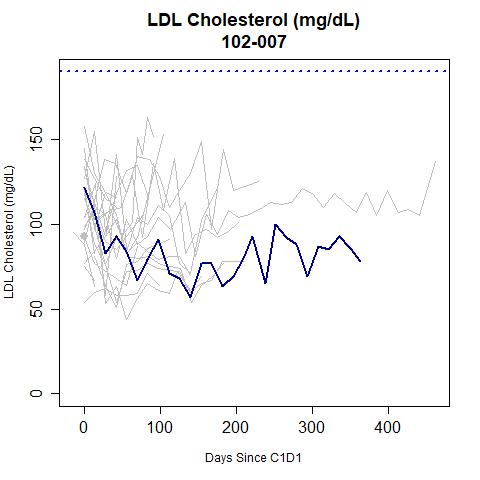 LDL Cholesterol (mg/dL)
102-007
LDL Cholesterol (mg/dL)
150
100
50
0
0 100 200 300 400
Days Since C1D1